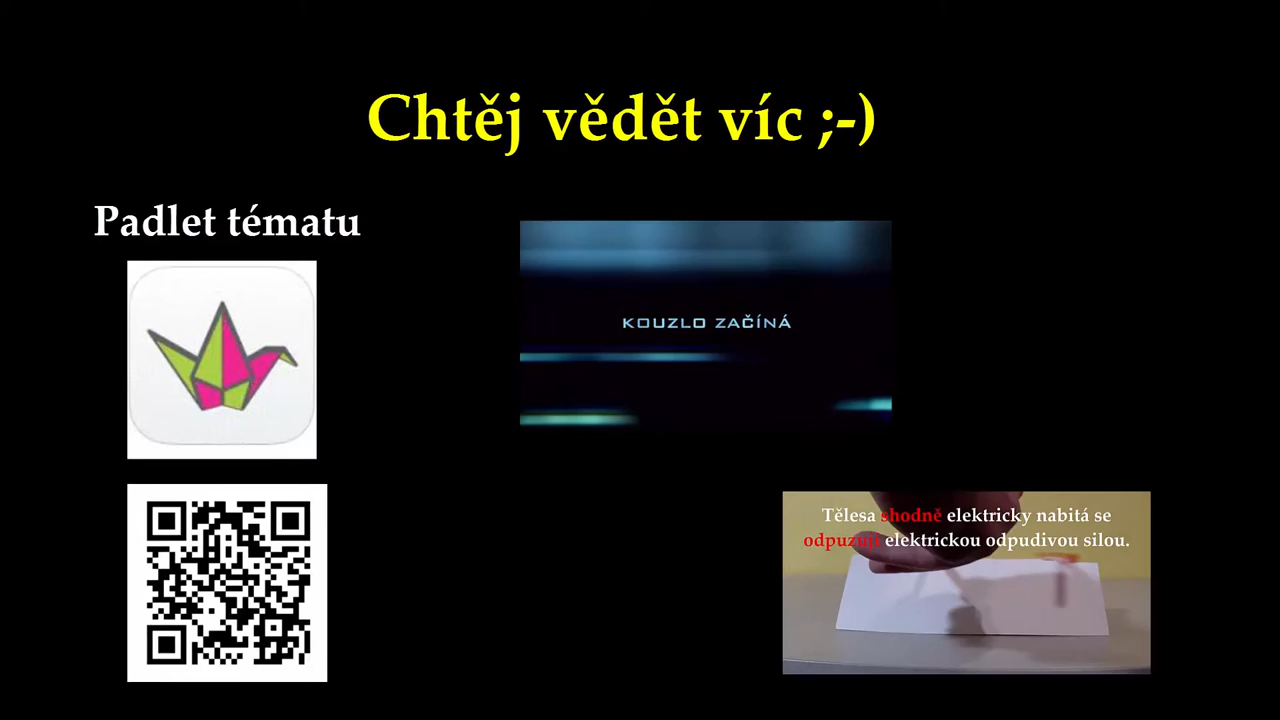 Chtěj vědět víc ;-)
Padlet tématu
KOUZLO ZAČÍNÁ
Tělesa shodně elektricky nabitá se
odpuzují elektrickou odpudivou silou.